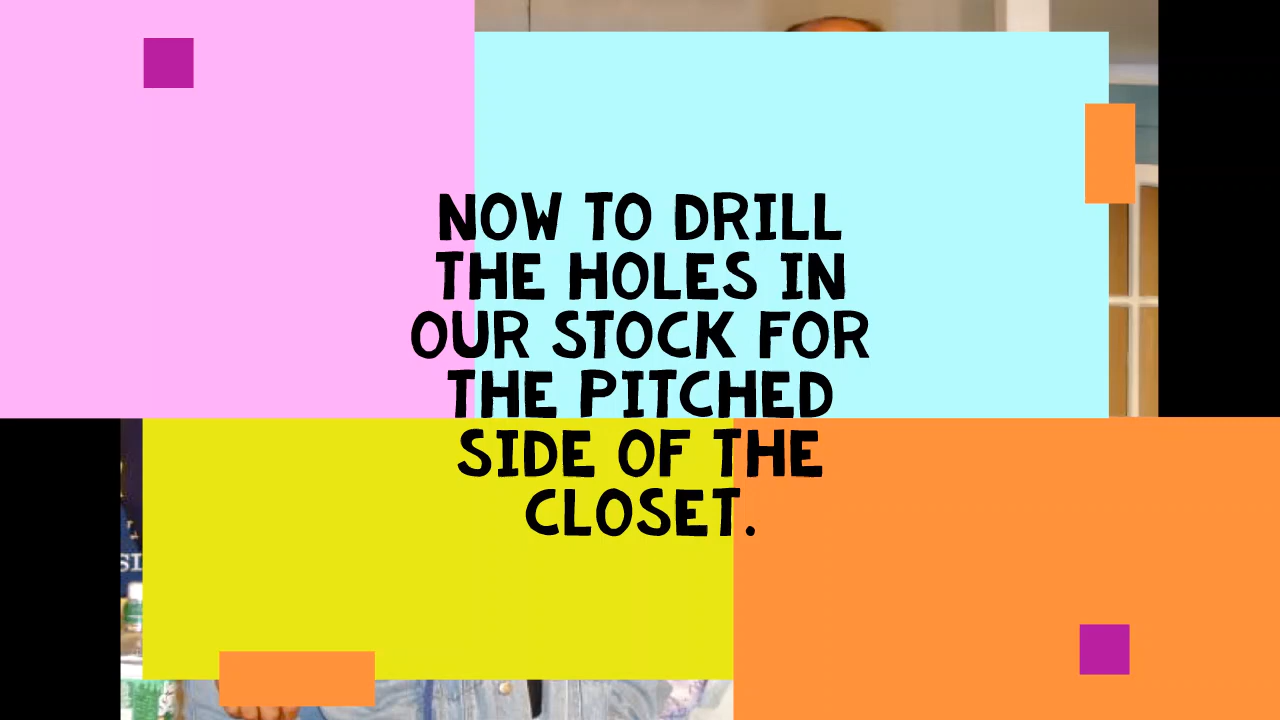 NOW TO DRILL
THE HOLES IN
OUR STOCK FOR
THE PITCHED
SIDE OF THE
CLOSET.